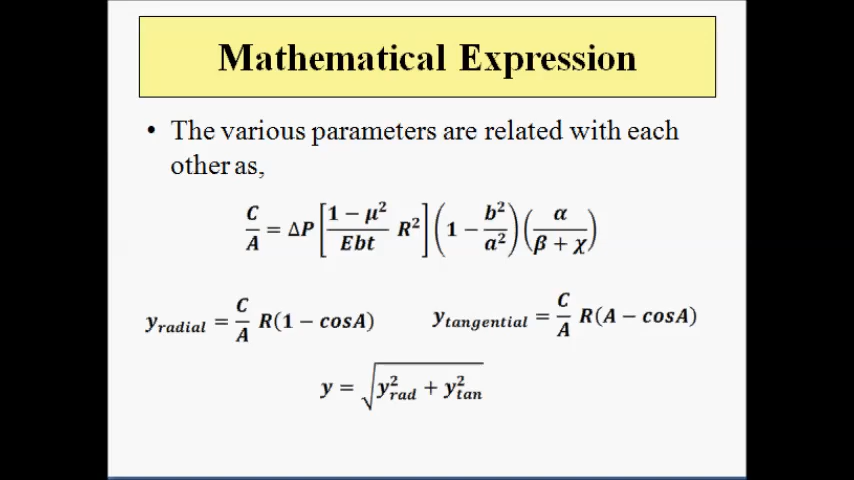 Mathematical Expression
• The various parameters are related with each
other as,
C/A = ΔP [(1 − μ²)/(Ebt) R²] (1 − b²/a²) (α/(β + χ))
y_radial = C/A R(1 − cosA)
y_tangential = C/A R(A − cosA)
y = √(y²_rad + y²_tan)